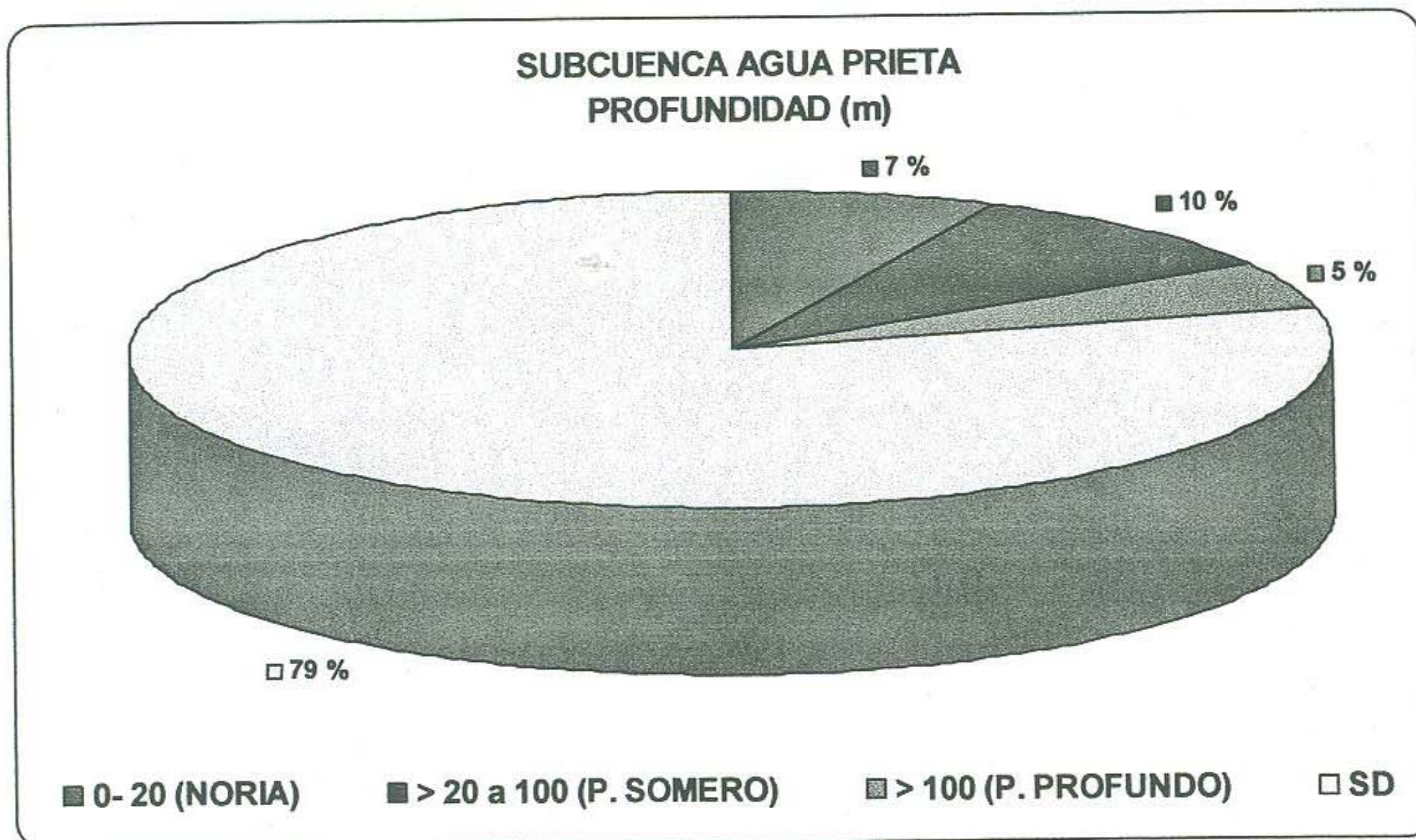 SUBCUENCA AGUA PRIETA
PROFUNDIDAD (m)
7 %
10 %
5 %
79 %
0- 20 (NORIA) > 20 a 100 (P. SOMERO) > 100 (P. PROFUNDO) SD